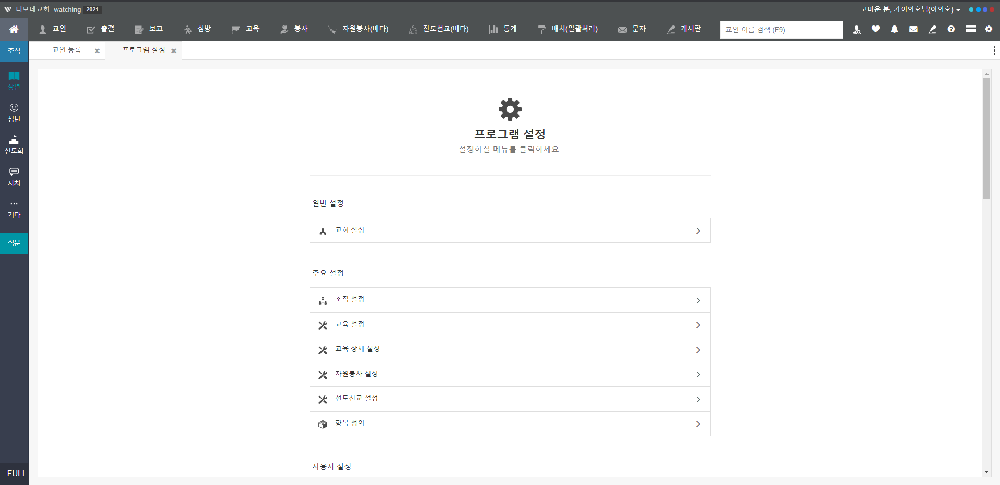 디모데교회 watching 2021
고마운 분, 가이의호님(이의호)
교인 출결 보고 심방 교육 봉사 자원봉사(베타) 전도선교(베타) 통계 배치(일괄처리) 문자 게시판 교인 이름 검색 (F9)
조직
교인 등록 프로그램 설정
장년
청년
신도회
자치
기타
직분
FULL
프로그램 설정
설정하실 메뉴를 클릭하세요.
일반 설정
교회 설정
주요 설정
조직 설정
교육 설정
교육 상세 설정
자원봉사 설정
전도선교 설정
항목 정의
사용자 설정